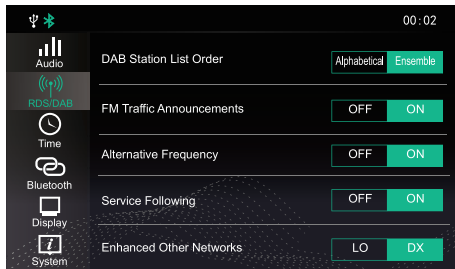 00:02
Audio
RDS/DAB
Time
Bluetooth
Display
System
DAB Station List Order Alphabetical Ensemble
FM Traffic Announcements OFF ON
Alternative Frequency OFF ON
Service Following OFF ON
Enhanced Other Networks LO DX